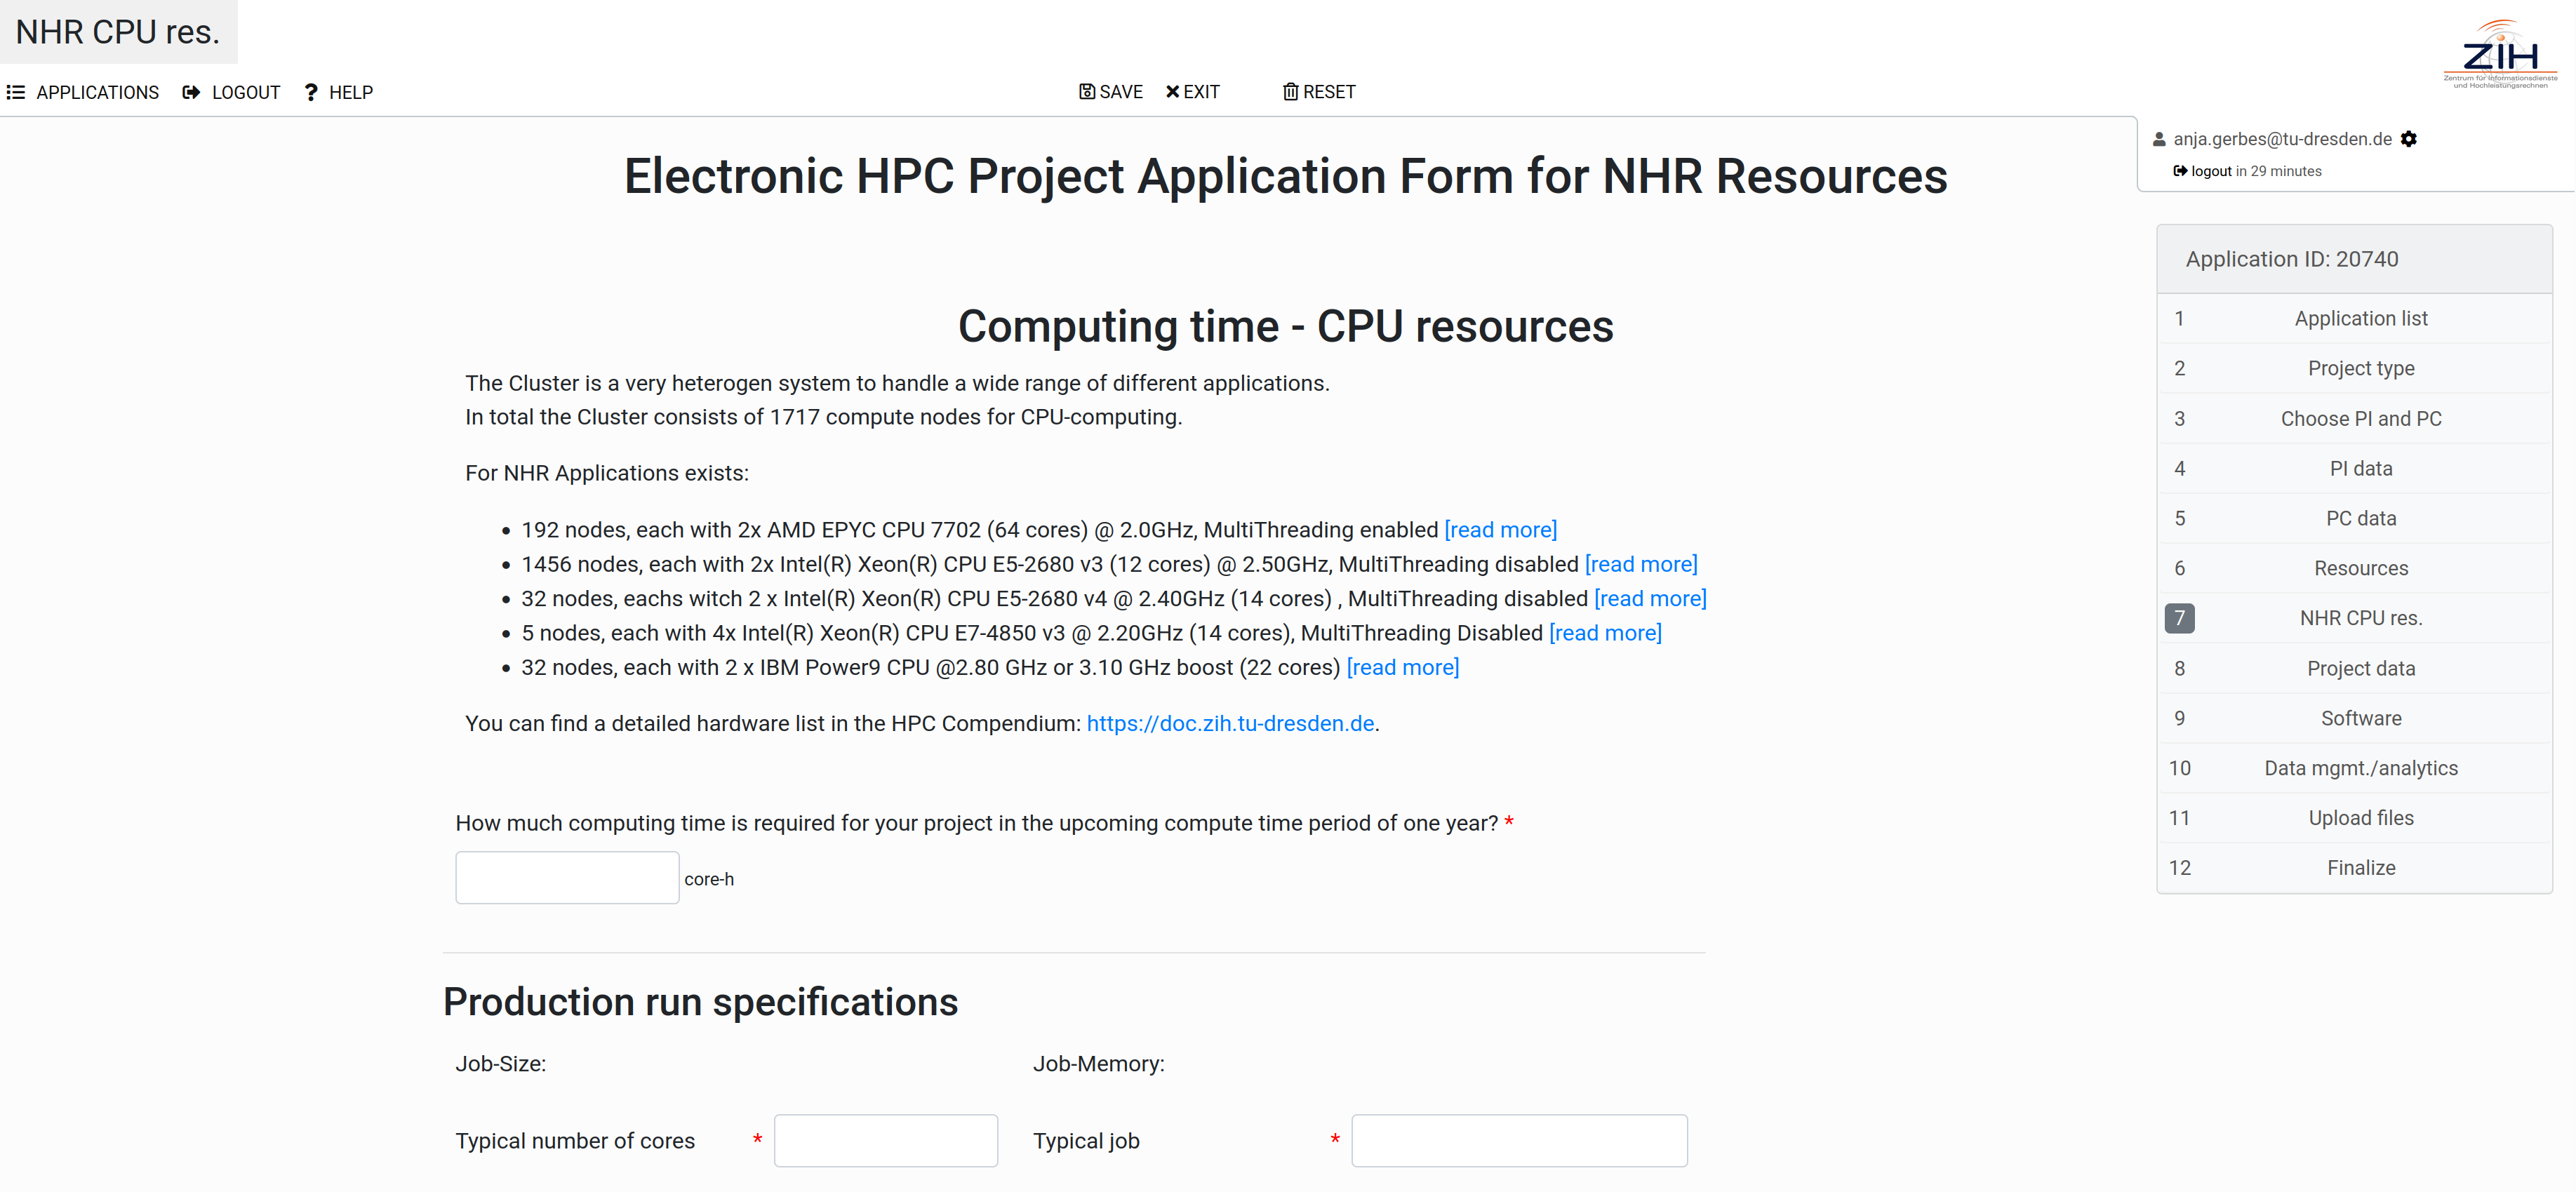 NHR CPU res.
ZIH
Zentrum für Informationsdienste
und Hochleistungsrechnen
APPLICATIONS LOGOUT ? HELP SAVE EXIT RESET
anja.gerbes@tu-dresden.de
logout in 29 minutes
Electronic HPC Project Application Form for NHR Resources
Application ID: 20740
1 Application list
2 Project type
3 Choose PI and PC
4 PI data
5 PC data
6 Resources
7 NHR CPU res.
8 Project data
9 Software
10 Data mgmt./analytics
11 Upload files
12 Finalize
Computing time - CPU resources
The Cluster is a very heterogen system to handle a wide range of different applications.
In total the Cluster consists of 1717 compute nodes for CPU-computing.
For NHR Applications exists:
• 192 nodes, each with 2x AMD EPYC CPU 7702 (64 cores) @ 2.0GHz, MultiThreading enabled [read more]
• 1456 nodes, each with 2x Intel(R) Xeon(R) CPU E5-2680 v3 (12 cores) @ 2.50GHz, MultiThreading disabled [read more]
• 32 nodes, eachs witch 2 x Intel(R) Xeon(R) CPU E5-2680 v4 @ 2.40GHz (14 cores) , MultiThreading disabled [read more]
• 5 nodes, each with 4x Intel(R) Xeon(R) CPU E7-4850 v3 @ 2.20GHz (14 cores), MultiThreading Disabled [read more]
• 32 nodes, each with 2 x IBM Power9 CPU @2.80 GHz or 3.10 GHz boost (22 cores) [read more]
You can find a detailed hardware list in the HPC Compendium: https://doc.zih.tu-dresden.de.
How much computing time is required for your project in the upcoming compute time period of one year? *
core-h
Production run specifications
Job-Size: Job-Memory:
Typical number of cores * Typical job *